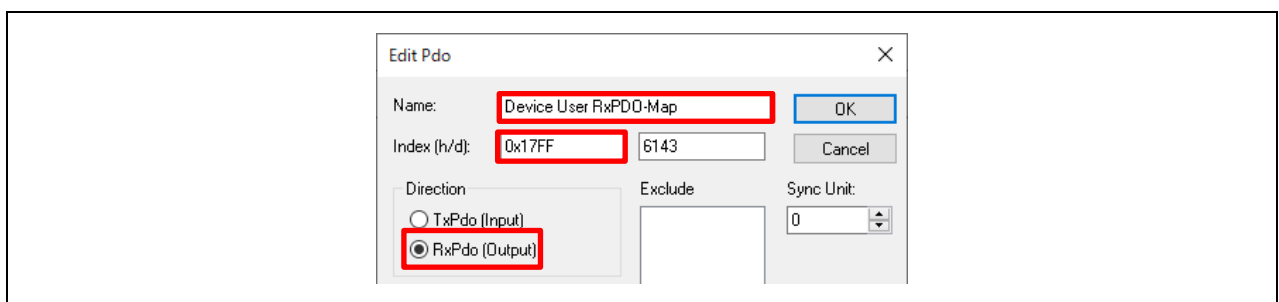 Edit Pdo
Name: Device User RxPDO-Map OK
Index (h/d): 0x17FF 6143 Cancel
Direction Exclude Sync Unit:
TxPdo (Input) 0
RxPdo (Output)